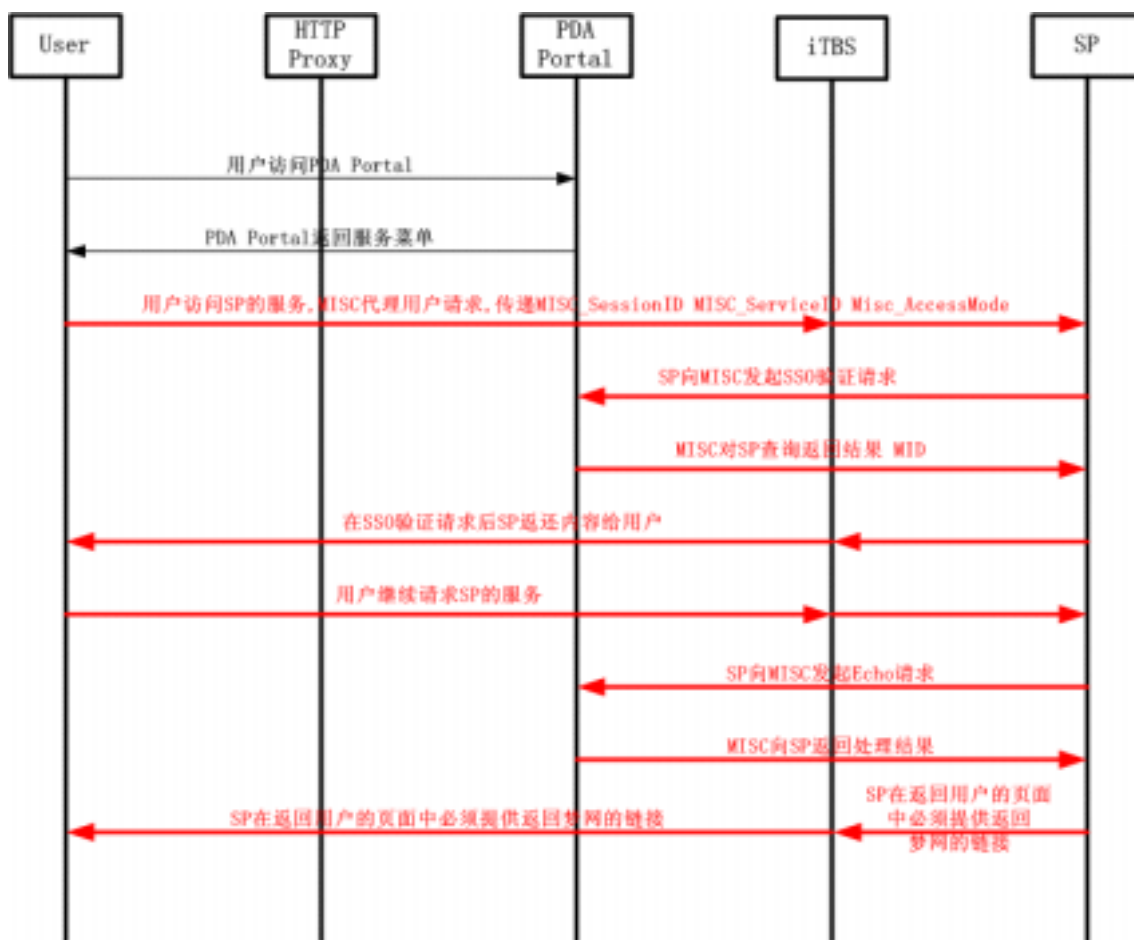 User
HTTP
Proxy
PDA
Portal
iTBS
SP
用户访问PDA Portal
PDA Portal返回服务菜单
用户访问SP的服务,MISC代理用户请求,传递MISC_SessionID MISC_ServiceID Misc_AccessMode
SP向MISC发起SSO验证请求
MISC对SP查询返回结果 MID
在SSO验证请求后SP返还内容给用户
用户继续请求SP的服务
SP向MISC发起Echo请求
MISC向SP返回处理结果
SP在返回用户的页面中必须提供返回梦网的链接
SP在返回用户的页面
中必须提供返回
梦网的链接